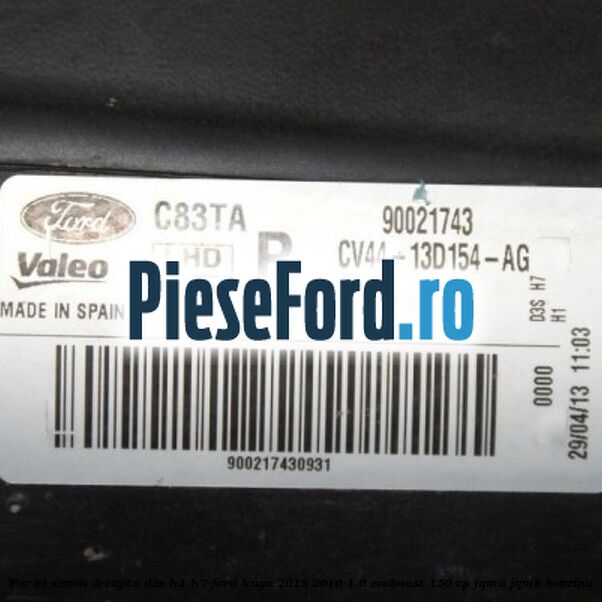 Ford C83TA 90021743
Valeo HD CV44-13D154-AG
MADE IN SPAIN
PieseFord.ro
D3S H7
H1
0000
29/04/13 11:03
900217430931
Far bi xenon dreapta d3s h1 h7 ford kuga 2013 2016 1.6 ecoboost 150 cp jqma jqmb benzina